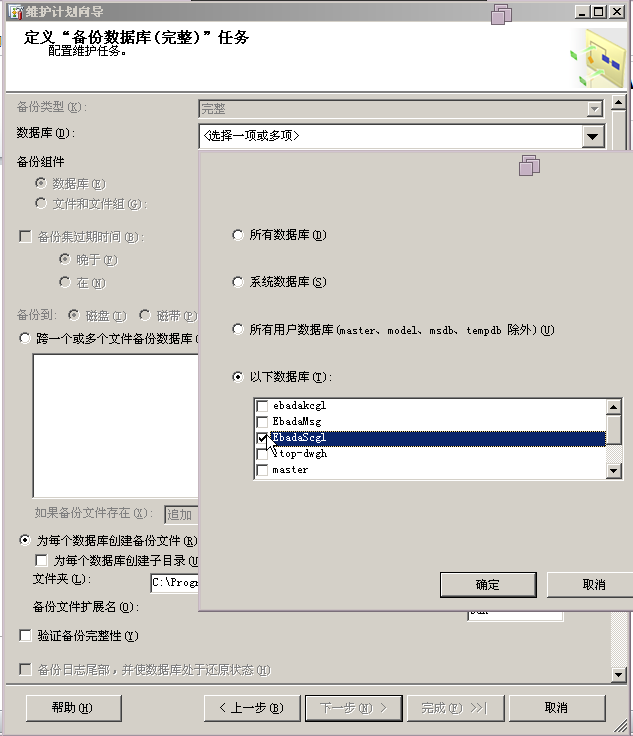 维护计划向导
定义“备份数据库(完整)”任务
配置维护任务。
备份类型(K):
完整
数据库(D):
<选择一项或多项>
备份组件
数据库(E)
文件和文件组(G):
备份集过期时间(B):
晚于(F)
在(N)
备份到:
磁盘(I)
磁带(P)
跨一个或多个文件备份数据库(
所有数据库(D)
系统数据库(S)
所有用户数据库(master、model、msdb、tempdb 除外)(U)
以下数据库(T):
ebadakcgl
EbadaMsg
EbadaScgl
top-dwgh
master
如果备份文件存在(X):
追加
为每个数据库创建备份文件(R)
为每个数据库创建子目录(U
文件夹(L):
C:\Progr
确定
取消
备份文件扩展名(O):
验证备份完整性(Y)
备份日志尾部，并使数据库处于还原状态(H)
帮助(H)
< 上一步(B)
下一步(N) >
完成(F) >>|
取消